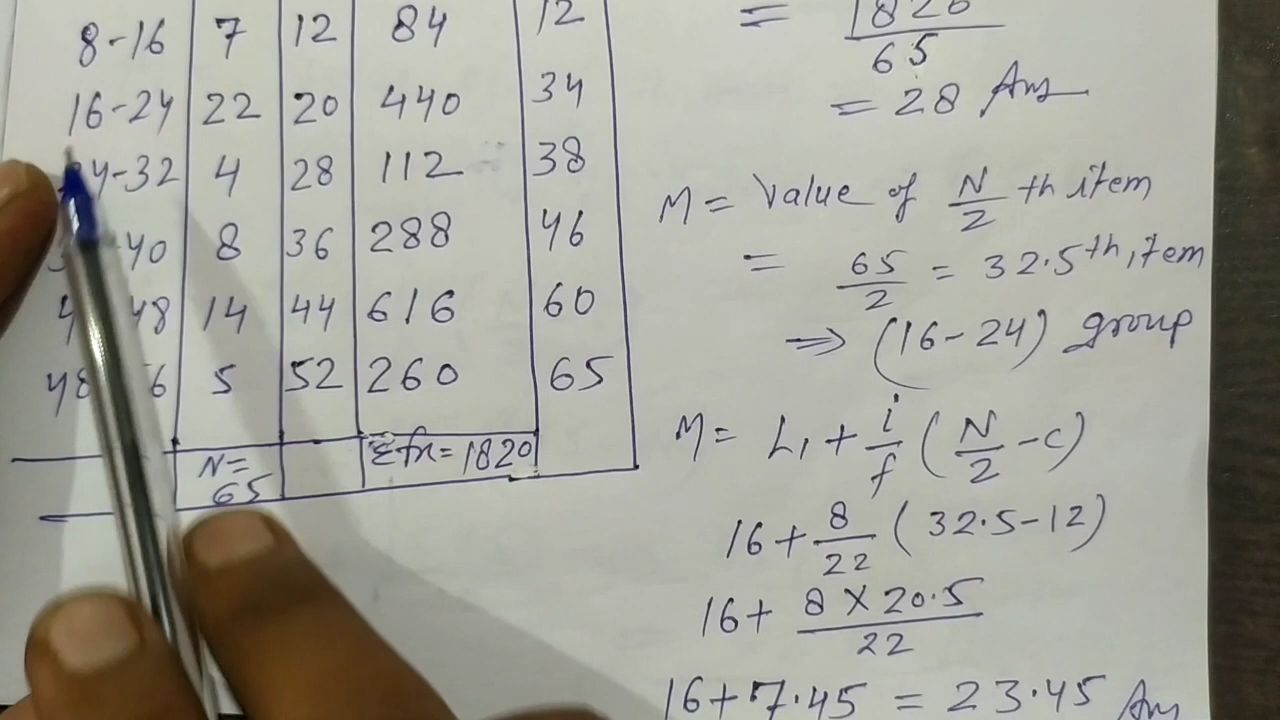 8-16 7 12 84 12
16-24 22 20 440 34
4-32 4 28 112 38
40 8 36 288 46
48 14 44 616 60
48 6 5 52 260 65
N= 65 Σfx = 1820
= 1820 / 65
= 28 Ans
M = Value of N/2 th item
= 65/2 = 32.5th item
⇒ (16-24) group
M = L1 + i/f (N/2 - c)
16 + 8/22 (32.5-12)
16 + 8 × 20.5 / 22
16 + 7.45 = 23.45 Ans